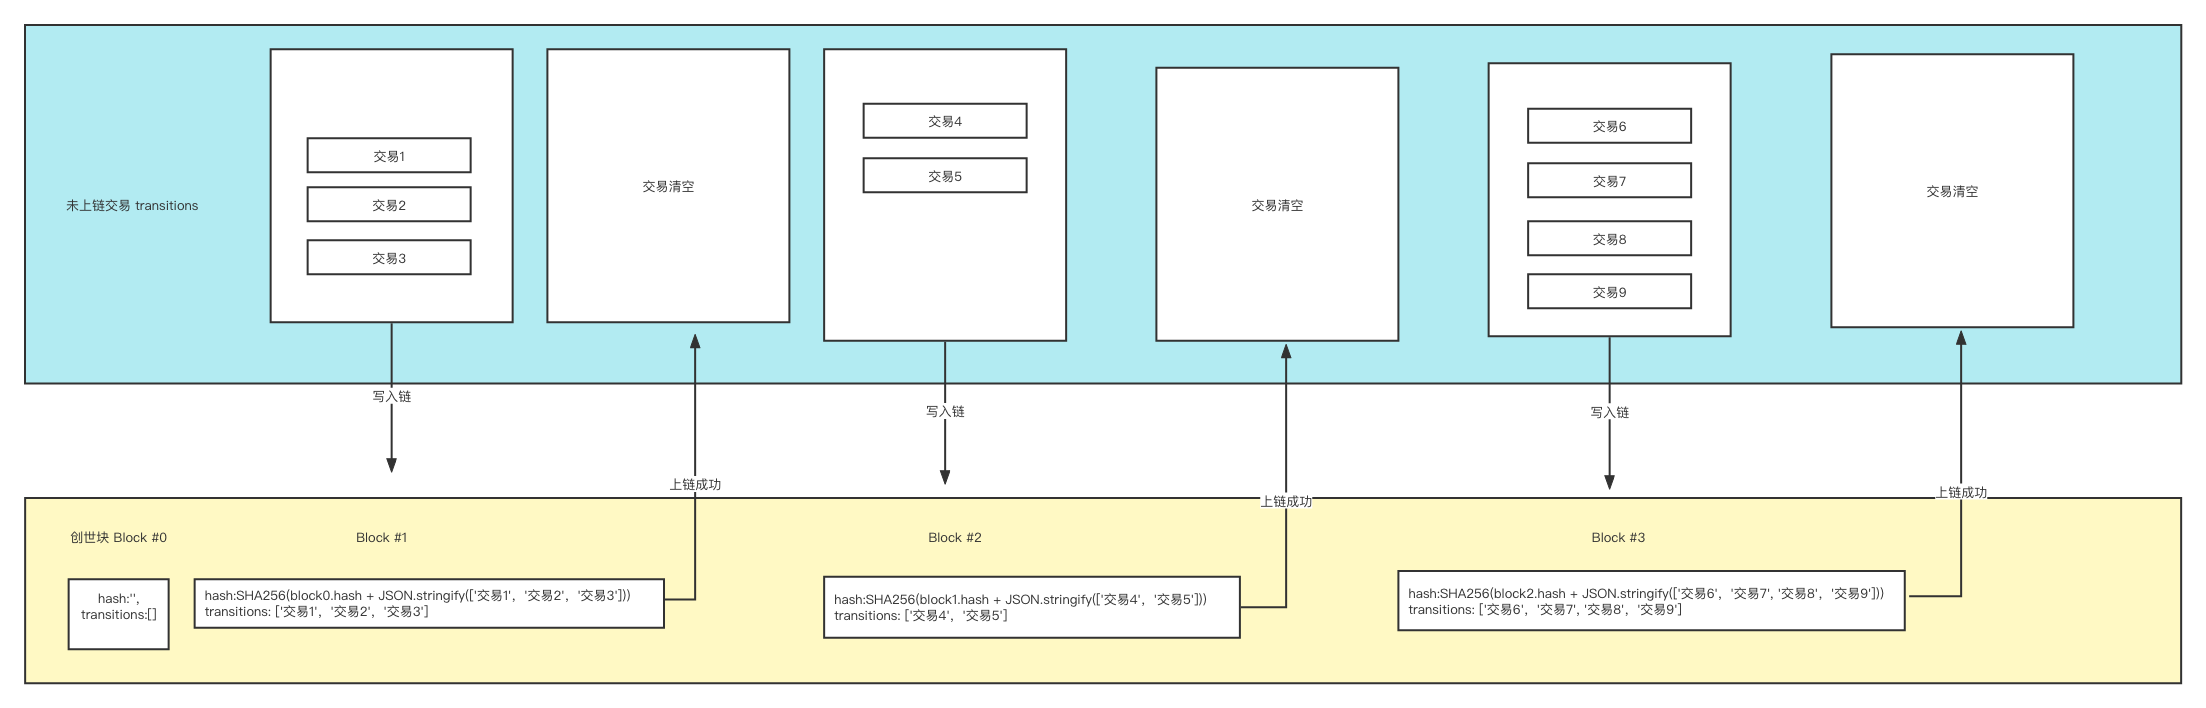 未上链交易 transitions
交易1
交易2
交易3
交易清空
交易4
交易5
交易清空
交易6
交易7
交易8
交易9
交易清空
写入链
上链成功
写入链
上链成功
写入链
上链成功
创世块 Block #0
hash:'',
transitions:[]
Block #1
hash:SHA256(block0.hash + JSON.stringify(['交易1', '交易2', '交易3']))
transitions: ['交易1', '交易2', '交易3']
Block #2
hash:SHA256(block1.hash + JSON.stringify(['交易4', '交易5']))
transitions: ['交易4', '交易5']
Block #3
hash:SHA256(block2.hash + JSON.stringify(['交易6', '交易7', '交易8', '交易9']))
transitions: ['交易6', '交易7', '交易8', '交易9']